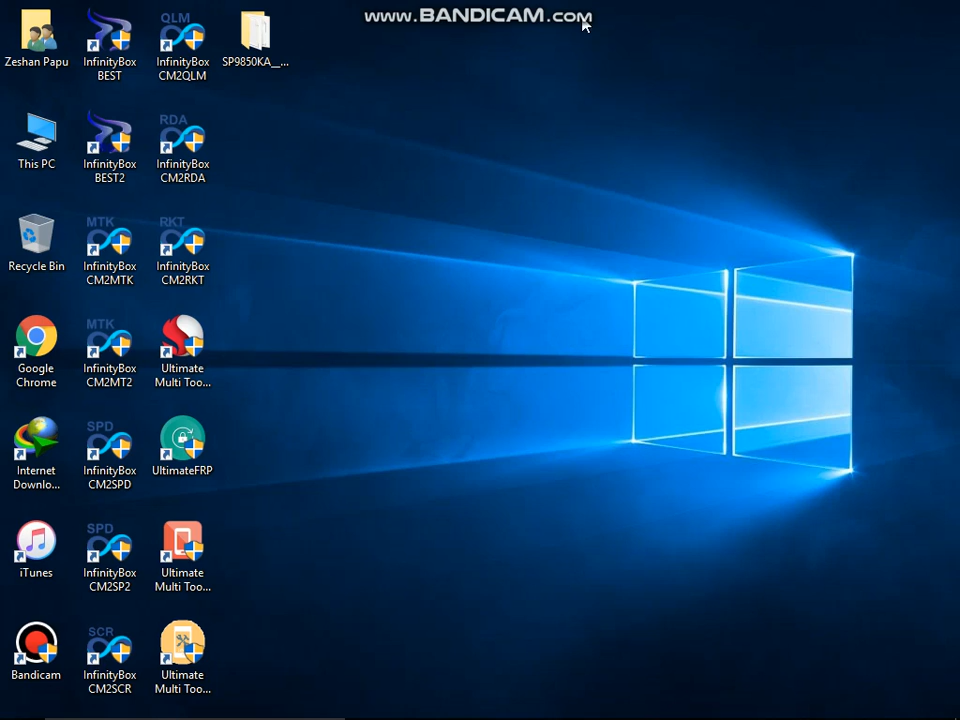 www.BANDICAM.com
Zeshan Papu
InfinityBox
BEST
QLM
InfinityBox
CM2QLM
SP9850KA__...
This PC
InfinityBox
BEST2
RDA
InfinityBox
CM2RDA
Recycle Bin
MTK
InfinityBox
CM2MTK
RKT
InfinityBox
CM2RKT
Google
Chrome
MTK
InfinityBox
CM2MT2
Ultimate
Multi Too...
Internet
Downlo...
SPD
InfinityBox
CM2SPD
UltimateFRP
iTunes
SPD
InfinityBox
CM2SP2
Ultimate
Multi Too...
Bandicam
SCR
InfinityBox
CM2SCR
Ultimate
Multi Too...